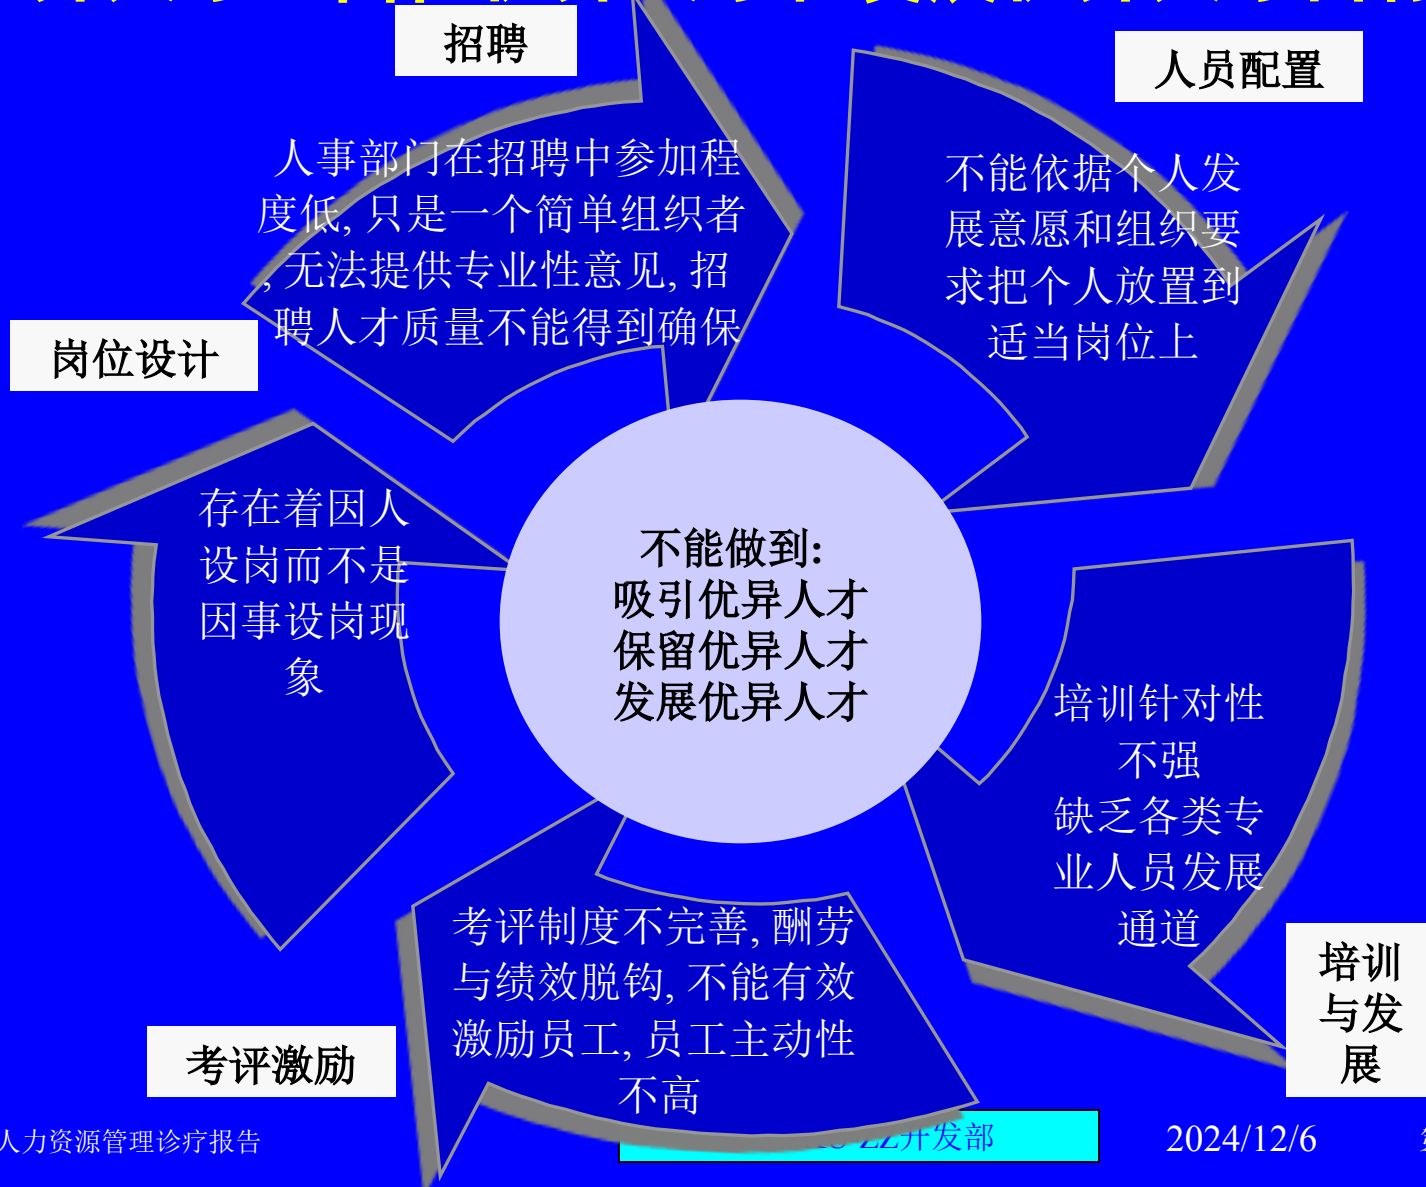 招聘
人员配置
人事部门在招聘中参加程
度低, 只是一个简单组织者
, 无法提供专业性意见, 招
聘人才质量不能得到确保
不能依据个人发
展意愿和组织要
求把个人放置到
适当岗位上
岗位设计
存在着因人
设岗而不是
因事设岗现
象
不能做到:
吸引优异人才
保留优异人才
发展优异人才
培训针对性
不强
缺乏各类专
业人员发展
通道
培训
与发
展
考评制度不完善, 酬劳
与绩效脱钩, 不能有效
激励员工, 员工主动性
不高
考评激励
人力资源管理诊疗报告
ZZ开发部
2024/12/6